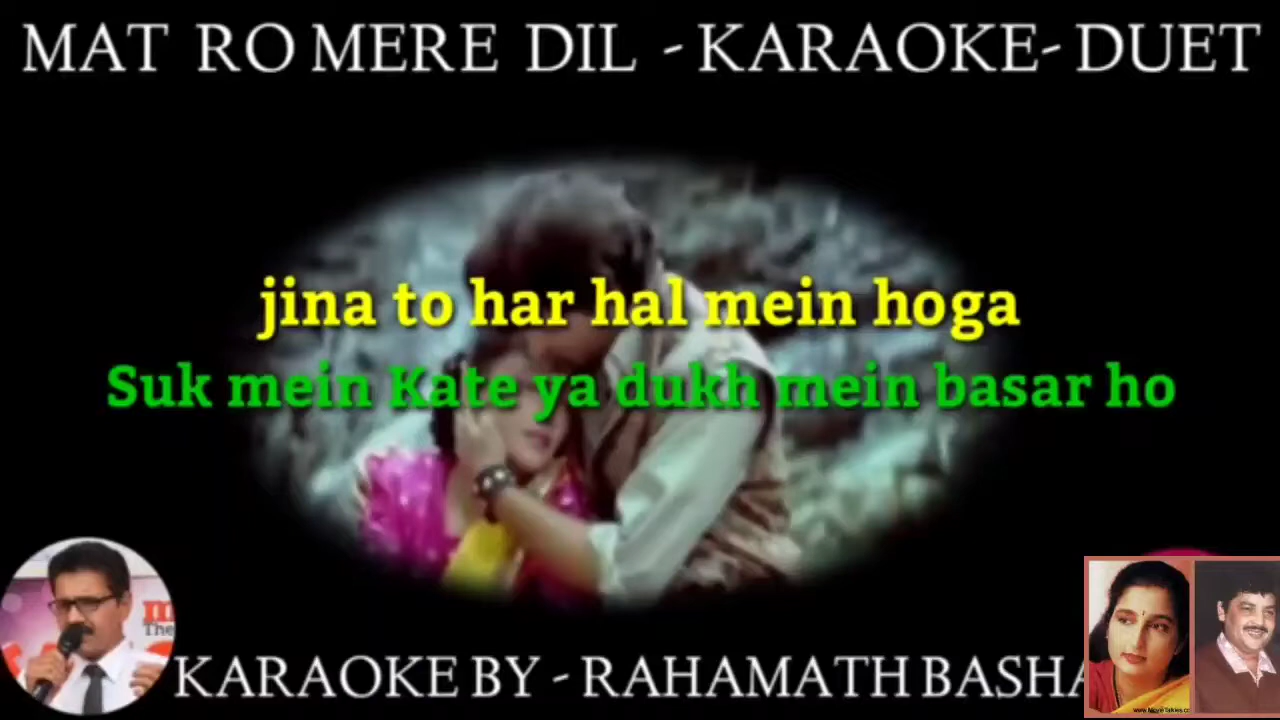 MAT RO MERE DIL - KARAOKE- DUET
jina to har hal mein hoga
Suk mein Kate ya dukh mein basar ho
KARAOKE BY - RAHAMATH BASHA